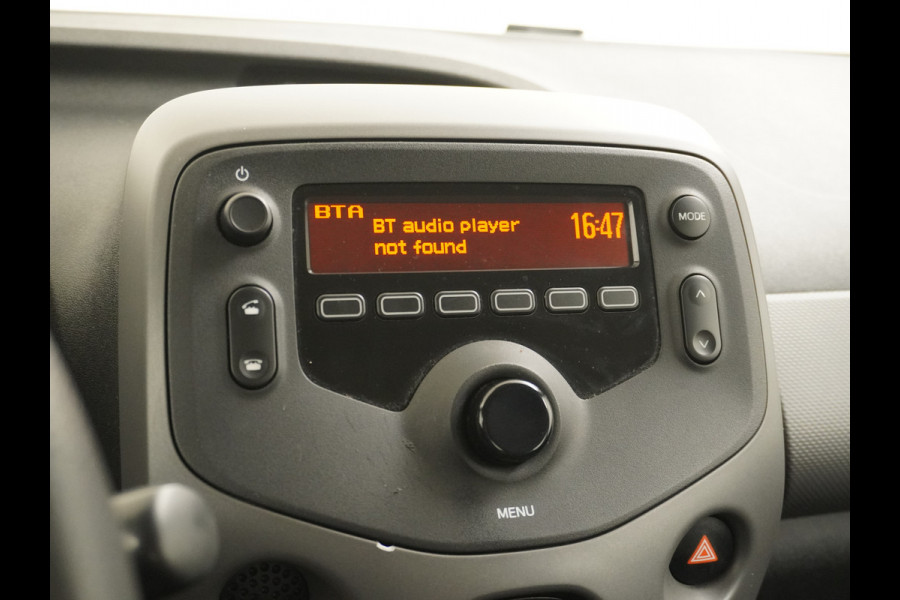 BTA
BT audio player
not found
16:47
MODE
MENU